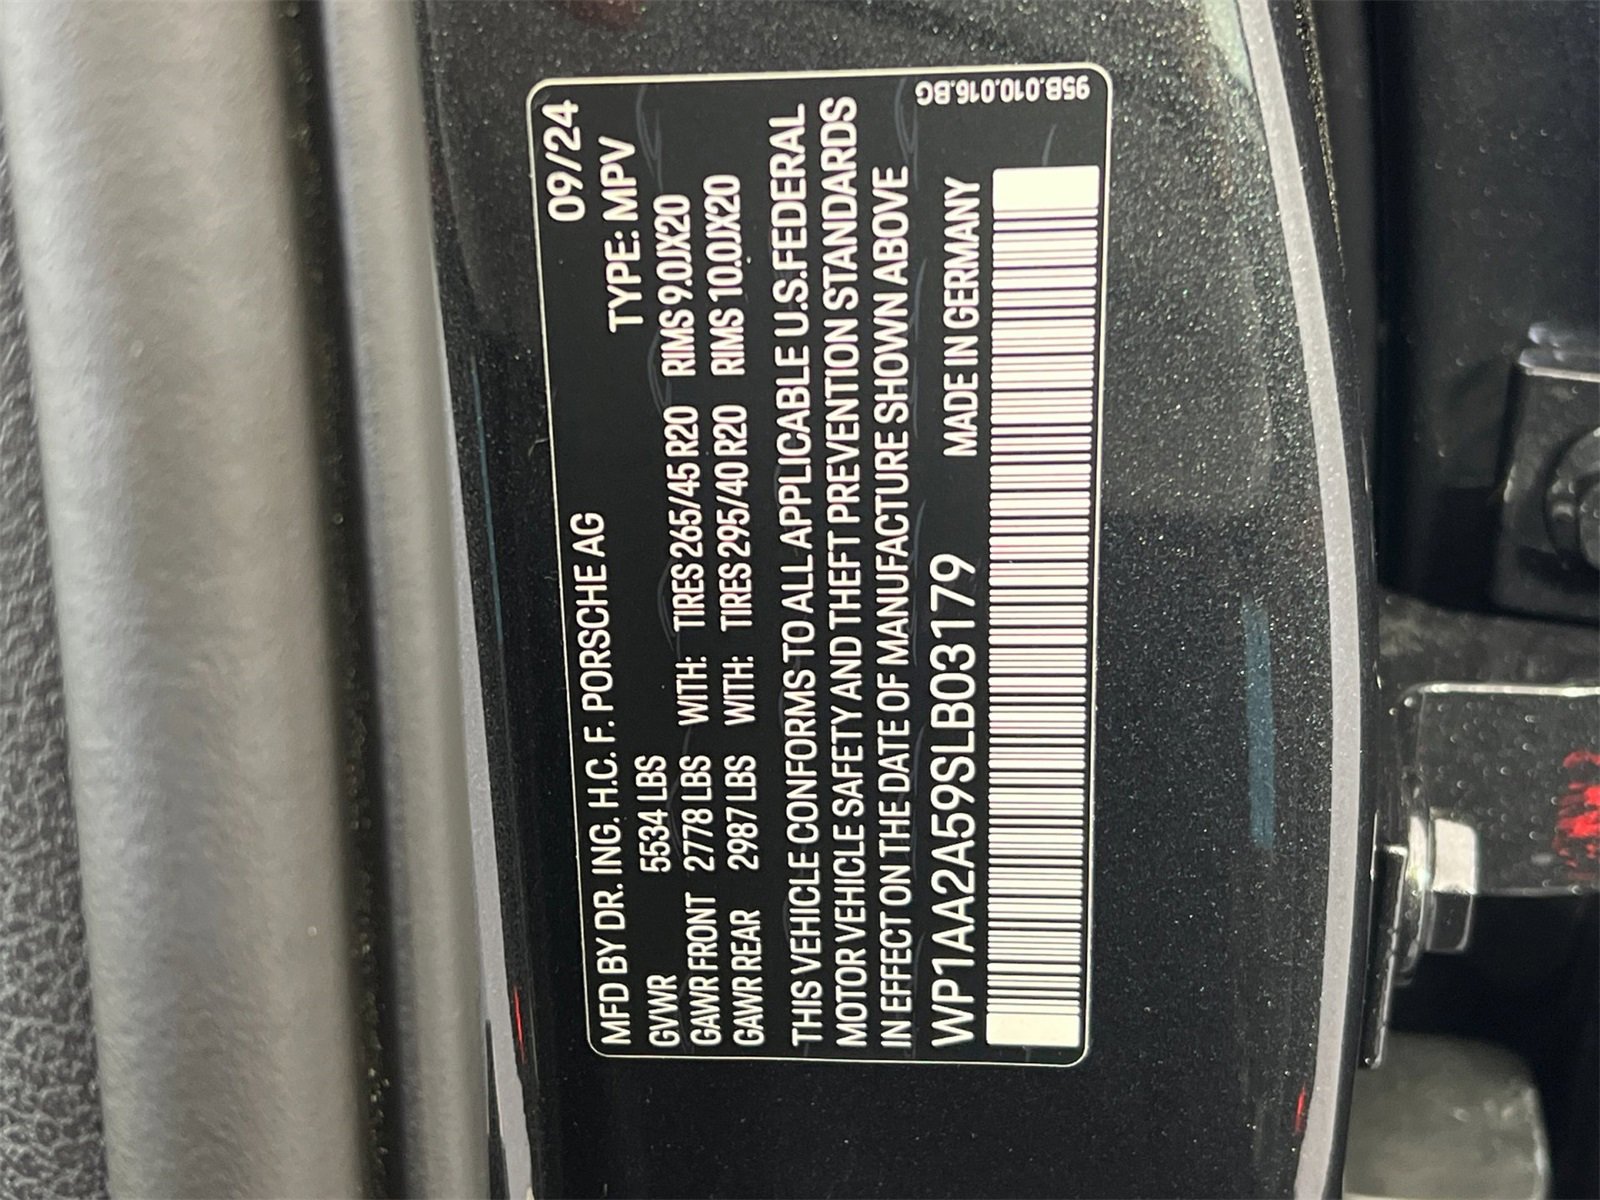 09/24
MFD BY DR. ING. H.C. F. PORSCHE AG
TYPE: MPV
GVWR 5534 LBS
GAWR FRONT 2778 LBS WITH: TIRES 265/45 R20 RIMS 9.0JX20
GAWR REAR 2987 LBS WITH: TIRES 295/40 R20 RIMS 10.0JX20
THIS VEHICLE CONFORMS TO ALL APPLICABLE U.S. FEDERAL
MOTOR VEHICLE SAFETY AND THEFT PREVENTION STANDARDS
IN EFFECT ON THE DATE OF MANUFACTURE SHOWN ABOVE
WP1AA2A59SLB03179 MADE IN GERMANY
95B.010.016.BG